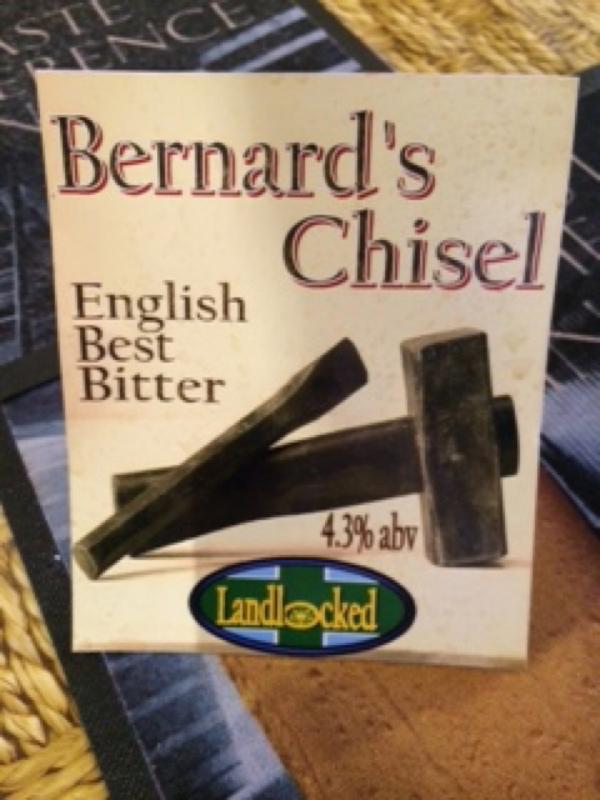 Bernard's
Chisel
English
Best
Bitter
4.3% abv
Landlocked